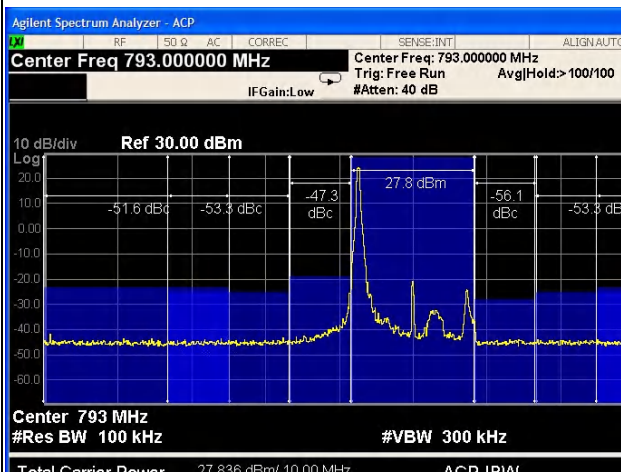 Agilent Spectrum Analyzer - ACP
LXI RF 50 Ω AC CORREC SENSE:INT ALIGN AUTO
Center Freq 793.000000 MHz
Center Freq: 793.000000 MHz
Trig: Free Run Avg|Hold:> 100/100
IFGain:Low #Atten: 40 dB
10 dB/div Ref 30.00 dBm
Log
20.0
10.0
0.00
-10.0
-20.0
-30.0
-40.0
-50.0
-60.0
-51.6 dBc
-53.3 dBc
-47.3 dBc
27.8 dBm
-56.1 dBc
-53.3 dB
Center 793 MHz
#Res BW 100 kHz #VBW 300 kHz
Total Carrier Power 27.836 dBm/ 10.00 MHz